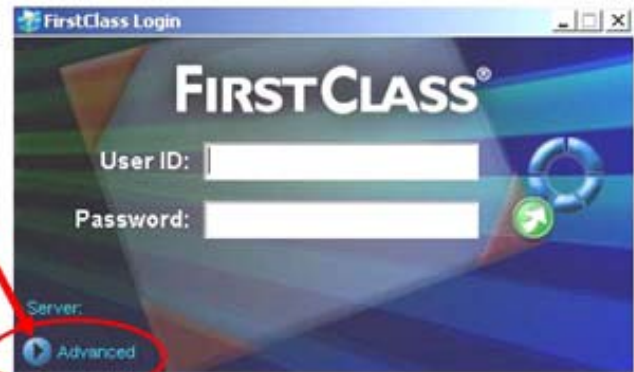 FirstClass Login
FIRSTCLASS®
User ID:
Password:
Server:
Advanced